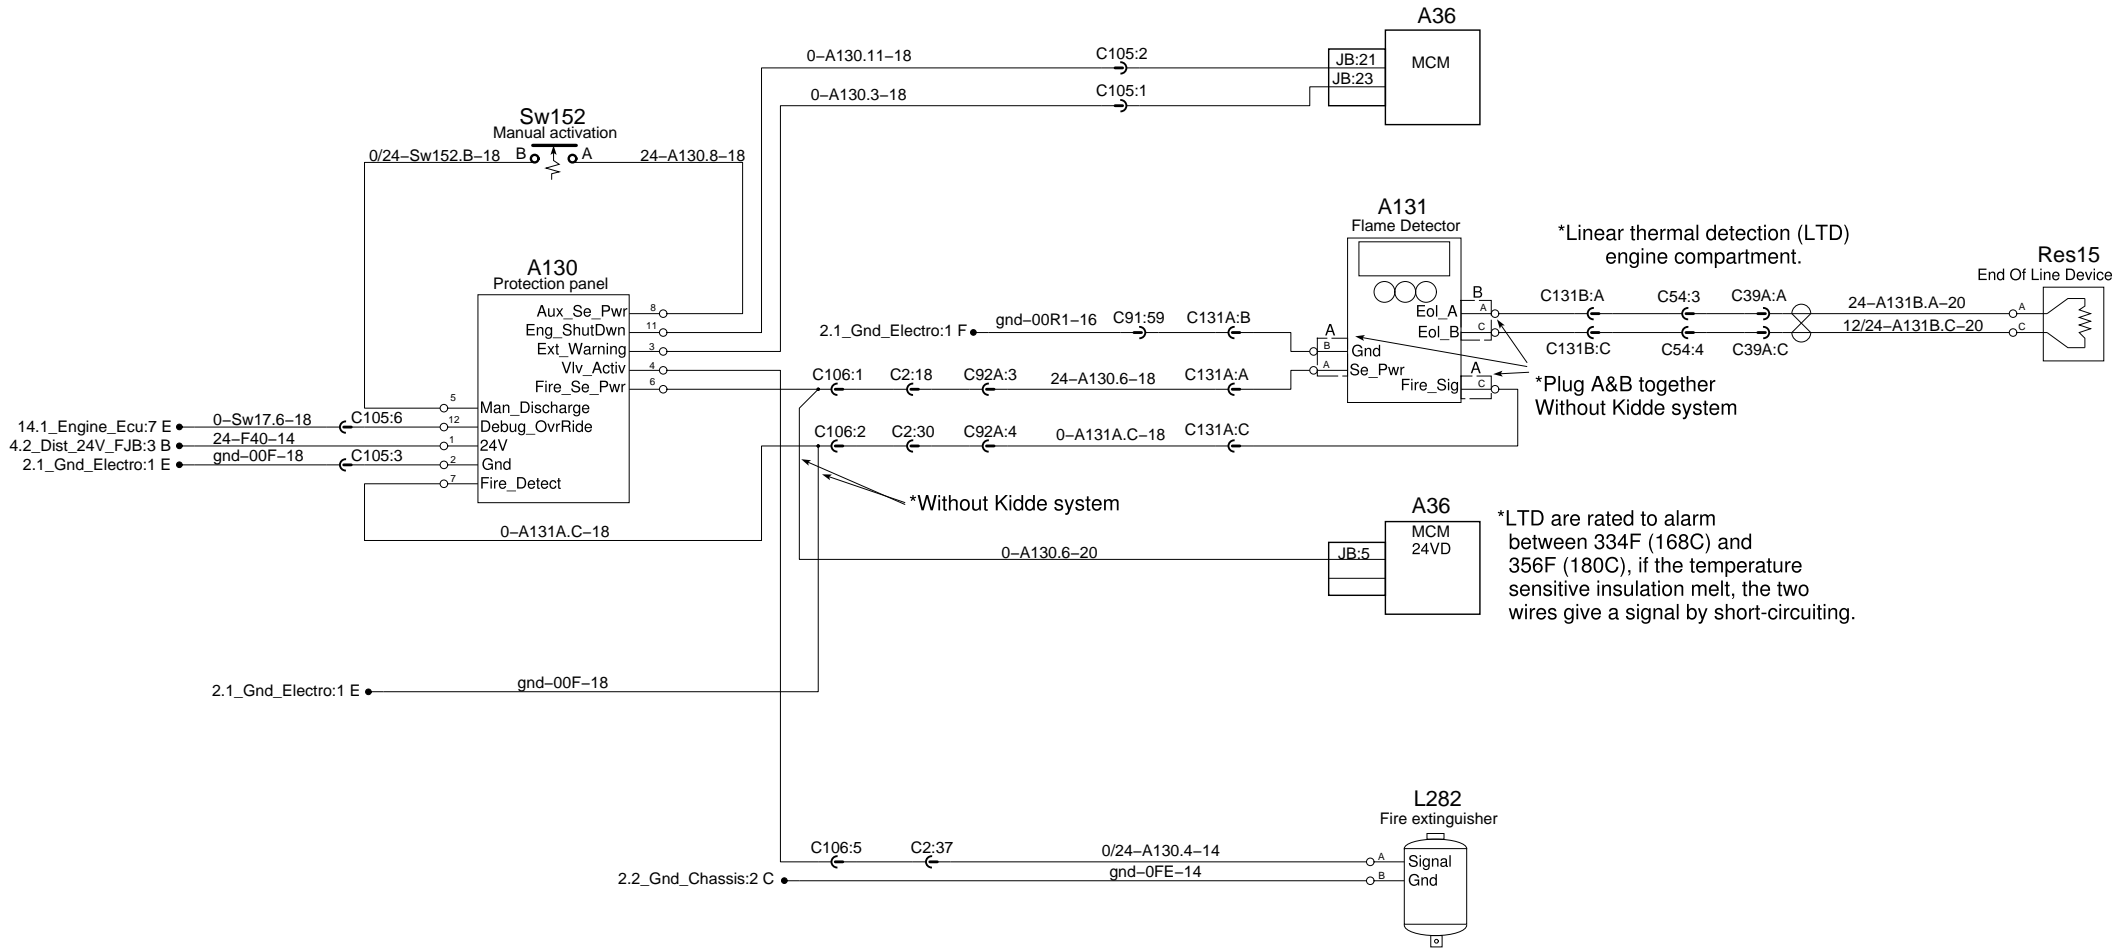 A36
MCM
JB:21
JB:23
0−A130.11−18
C105:2
0−A130.3−18
C105:1
Sw152
Manual activation
0/24−Sw152.B−18
B
A
24−A130.8−18
A130
Protection panel
Aux_Se_Pwr
8
Eng_ShutDwn
11
Ext_Warning
3
Vlv_Activ
4
Fire_Se_Pwr
6
5
Man_Discharge
14.1_Engine_Ecu:7 E
0−Sw17.6−18
C105:6
12
Debug_OvrRide
4.2_Dist_24V_FJB:3 B
24−F40−14
1
24V
2.1_Gnd_Electro:1 E
gnd−00F−18
C105:3
2
Gnd
7
Fire_Detect
0−A131A.C−18
A131
Flame Detector
2.1_Gnd_Electro:1 F
gnd−00R1−16
C91:59
C131A:B
A
B
Gnd
A
Se_Pwr
C106:1
C2:18
C92A:3
24−A130.6−18
C131A:A
C106:2
C2:30
C92A:4
0−A131A.C−18
C131A:C
B
Eol_A
A
Eol_B
C
A
Fire_Sig
C
*Linear thermal detection (LTD)
engine compartment.
C131B:A
C54:3
C39A:A
24−A131B.A−20
A
C131B:C
C54:4
C39A:C
12/24−A131B.C−20
C
Res15
End Of Line Device
*Plug A&B together
Without Kidde system
*Without Kidde system
0−A130.6−20
A36
MCM
24VD
JB:5
*LTD are rated to alarm
between 334F (168C) and
356F (180C), if the temperature
sensitive insulation melt, the two
wires give a signal by short-circuiting.
2.1_Gnd_Electro:1 E
gnd−00F−18
L282
Fire extinguisher
C106:5
C2:37
0/24−A130.4−14
A
Signal
2.2_Gnd_Chassis:2 C
gnd−0FE−14
B
Gnd